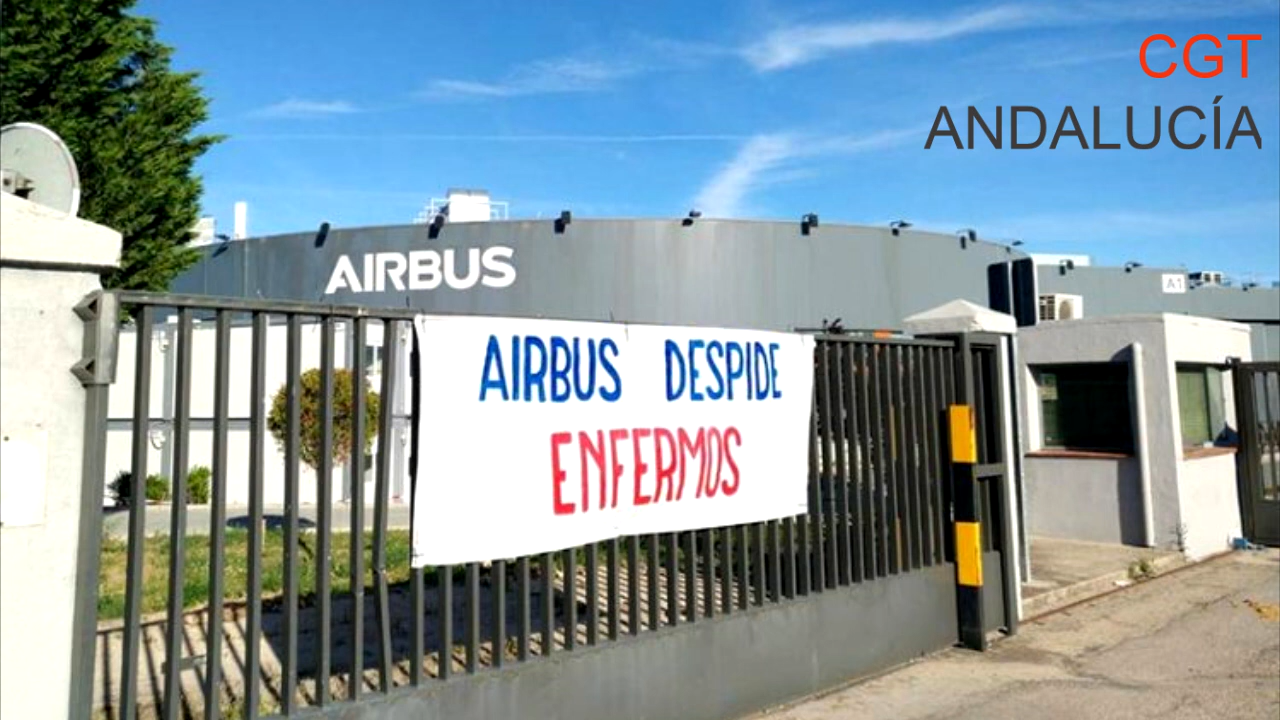 CGT
ANDALUCÍA
AIRBUS
A1
AIRBUS DESPIDE
ENFERMOS